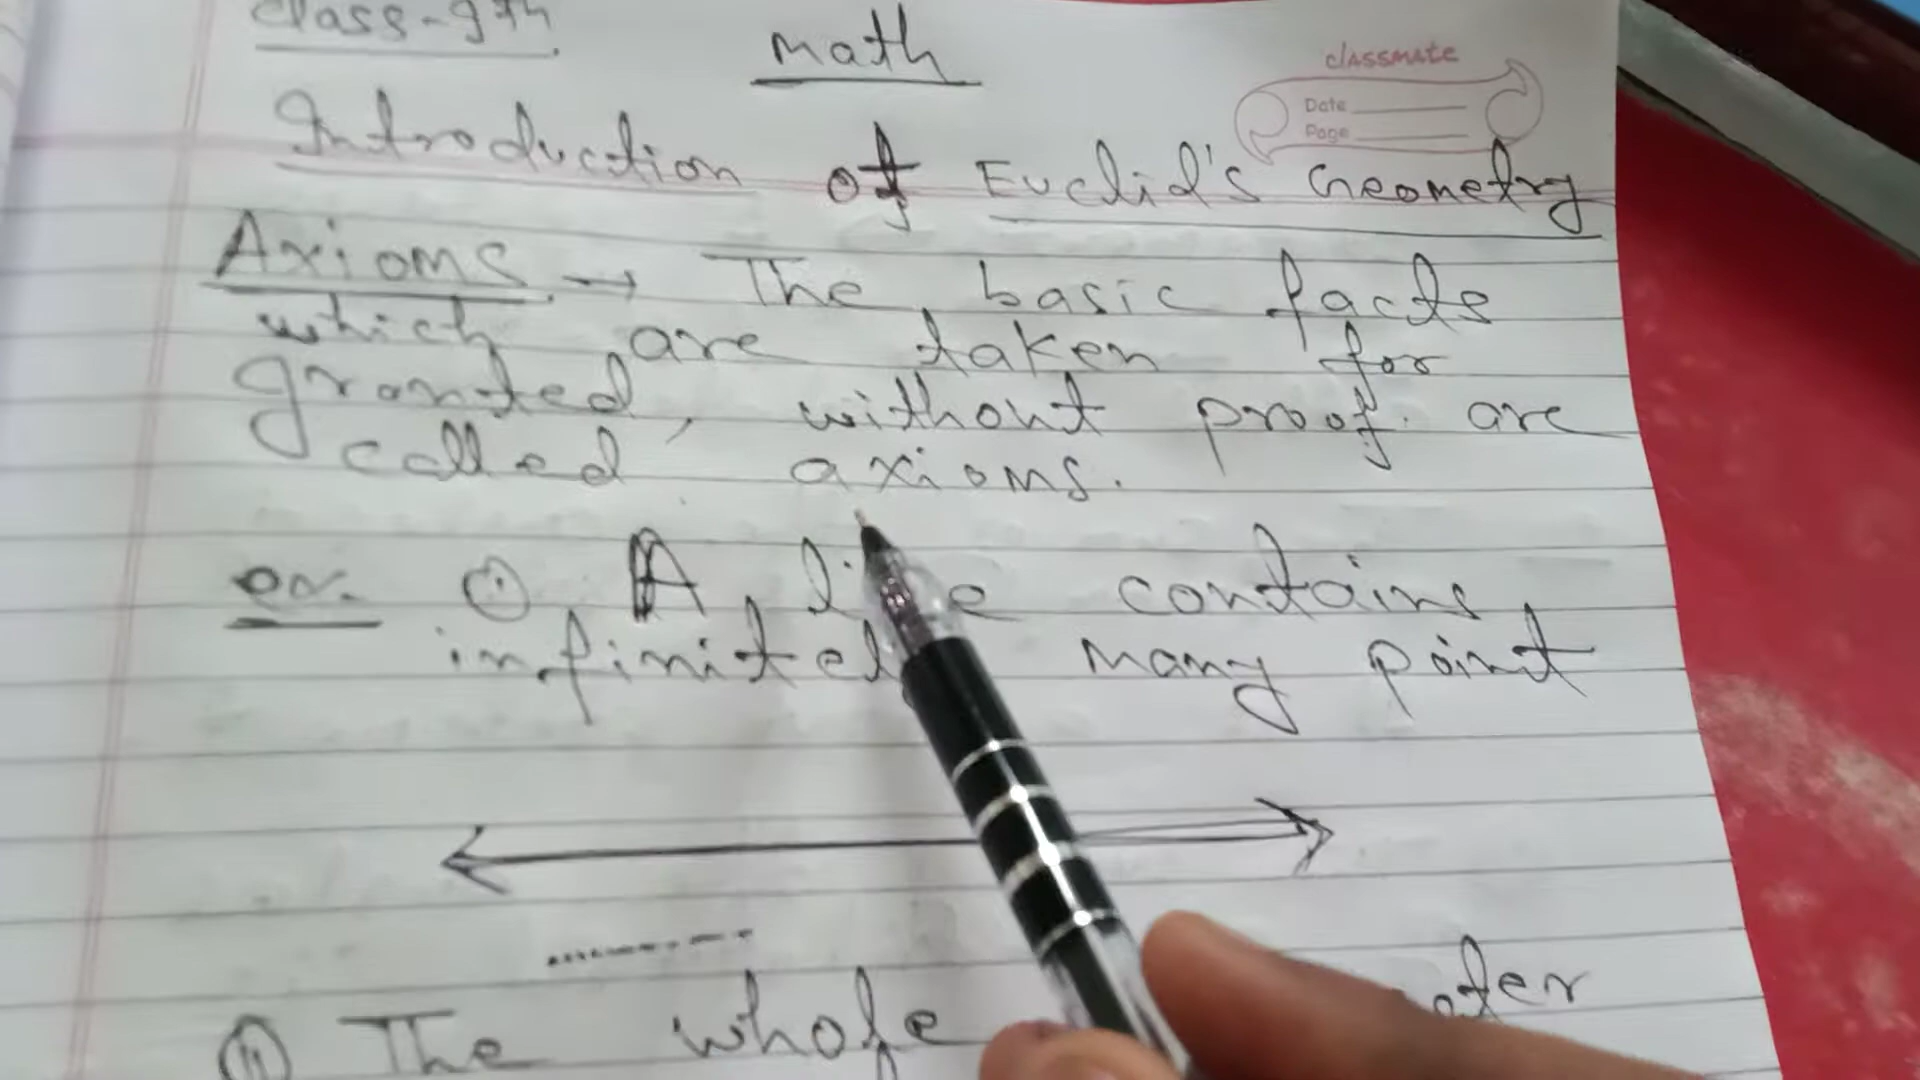 Class-9th
Math
classmate
Date
Page
Introduction of Euclid's Geometry
Axioms → The basic facts
which are taken for
granted, without proof are
called axioms.
ex. (i) A line contains
infinitely many point
(ii) The whole